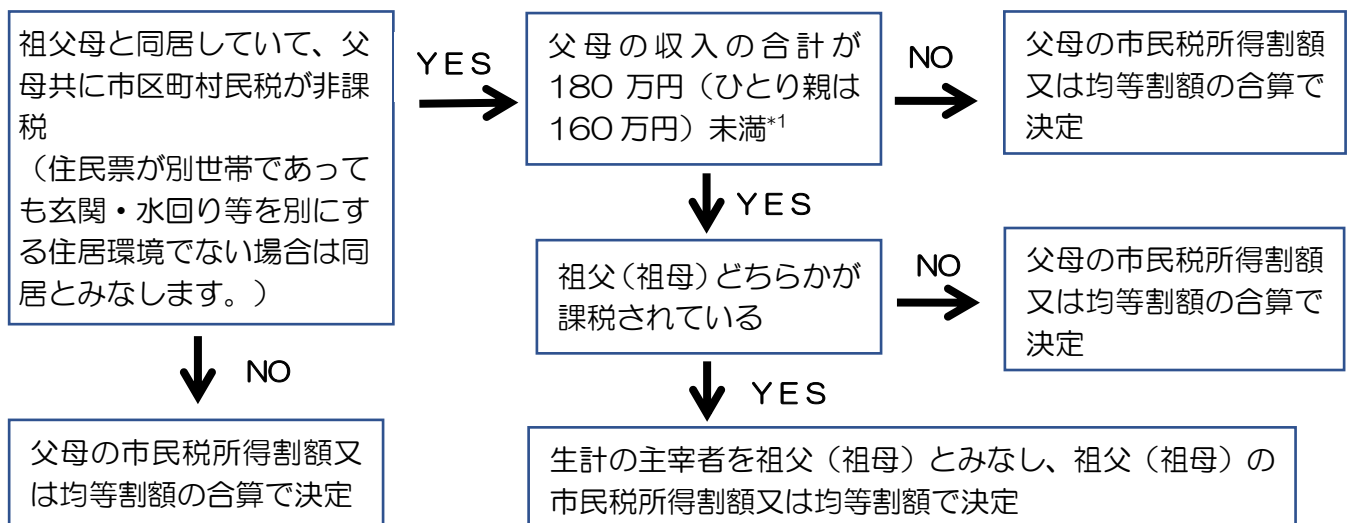 祖父母と同居していて、父
母共に市区町村民税が非課
税
（住民票が別世帯であって
も玄関・水回り等を別にす
る住居環境でない場合は同
居とみなします。）
YES
父母の収入の合計が
180 万円（ひとり親は
160 万円）未満*1
NO
父母の市民税所得割額
又は均等割額の合算で
決定
YES
祖父（祖母）どちらかが
課税されている
NO
父母の市民税所得割額
又は均等割額の合算で
決定
NO
YES
父母の市民税所得割額又
は均等割額の合算で決定
生計の主宰者を祖父（祖母）とみなし、祖父（祖母）の
市民税所得割額又は均等割額で決定